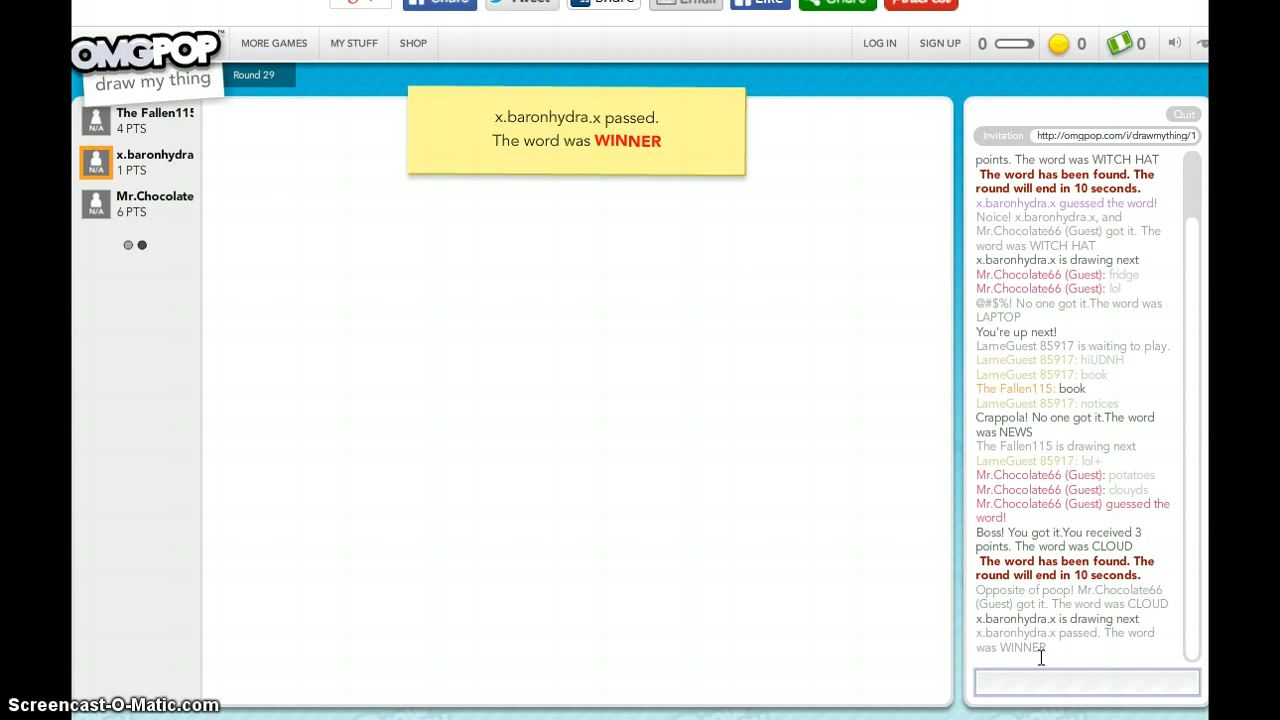 Share
Tweet
Share
Email
Like
Share
Pinterest
OMGPOP
draw my thing
MORE GAMES
MY STUFF
SHOP
LOG IN
SIGN UP
0
0
0
Round 29
The Fallen115
4 PTS
N/A
x.baronhydra
1 PTS
N/A
Mr.Chocolate
6 PTS
N/A
x.baronhydra.x passed.
The word was WINNER
Quit
Invitation http://omgpop.com/i/drawmything/1
points. The word was WITCH HAT
The word has been found. The
round will end in 10 seconds.
x.baronhydra.x guessed the word!
Noice! x.baronhydra.x, and
Mr.Chocolate66 (Guest) got it. The
word was WITCH HAT
x.baronhydra.x is drawing next
Mr.Chocolate66 (Guest): fridge
Mr.Chocolate66 (Guest): lol
@#$%! No one got it.The word was
LAPTOP
You're up next!
LameGuest 85917 is waiting to play.
LameGuest 85917: hiUDNH
LameGuest 85917: book
The Fallen115: book
LameGuest 85917: notices
Crappola! No one got it.The word
was NEWS
The Fallen115 is drawing next
LameGuest 85917: lol+
Mr.Chocolate66 (Guest): potatoes
Mr.Chocolate66 (Guest): clouyds
Mr.Chocolate66 (Guest) guessed the
word!
Boss! You got it.You received 3
points. The word was CLOUD
The word has been found. The
round will end in 10 seconds.
Opposite of poop! Mr.Chocolate66
(Guest) got it. The word was CLOUD
x.baronhydra.x is drawing next
x.baronhydra.x passed. The word
was WINNER
Screencast-O-Matic.com